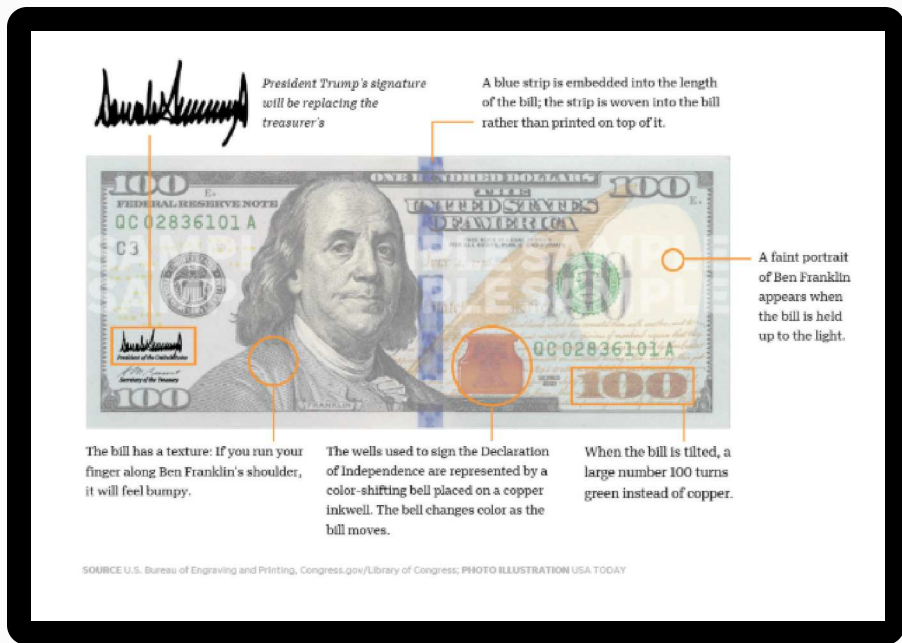 President Trump's signature
will be replacing the
treasurer's
A blue strip is embedded into the length
of the bill; the strip is woven into the bill
rather than printed on top of it.
100
ONE HUNDRED DOLLARS
100
FEDERAL RESERVE NOTE
THE
UNITED STATES
OF AMERICA
QC 02836101 A
C3
SAMPLE SAMPLE
SAMPLE SAMPLE
A faint portrait
of Ben Franklin
appears when
the bill is held
up to the light.
President of the United States
Secretary of the Treasury
QC 02836101 A
100
100
FRANKLIN
The bill has a texture: If you run your
finger along Ben Franklin's shoulder,
it will feel bumpy.
The wells used to sign the Declaration
of Independence are represented by a
color-shifting bell placed on a copper
inkwell. The bell changes color as the
bill moves.
When the bill is tilted, a
large number 100 turns
green instead of copper.
SOURCE U.S. Bureau of Engraving and Printing, Congress.gov/Library of Congress; PHOTO ILLUSTRATION USA TODAY